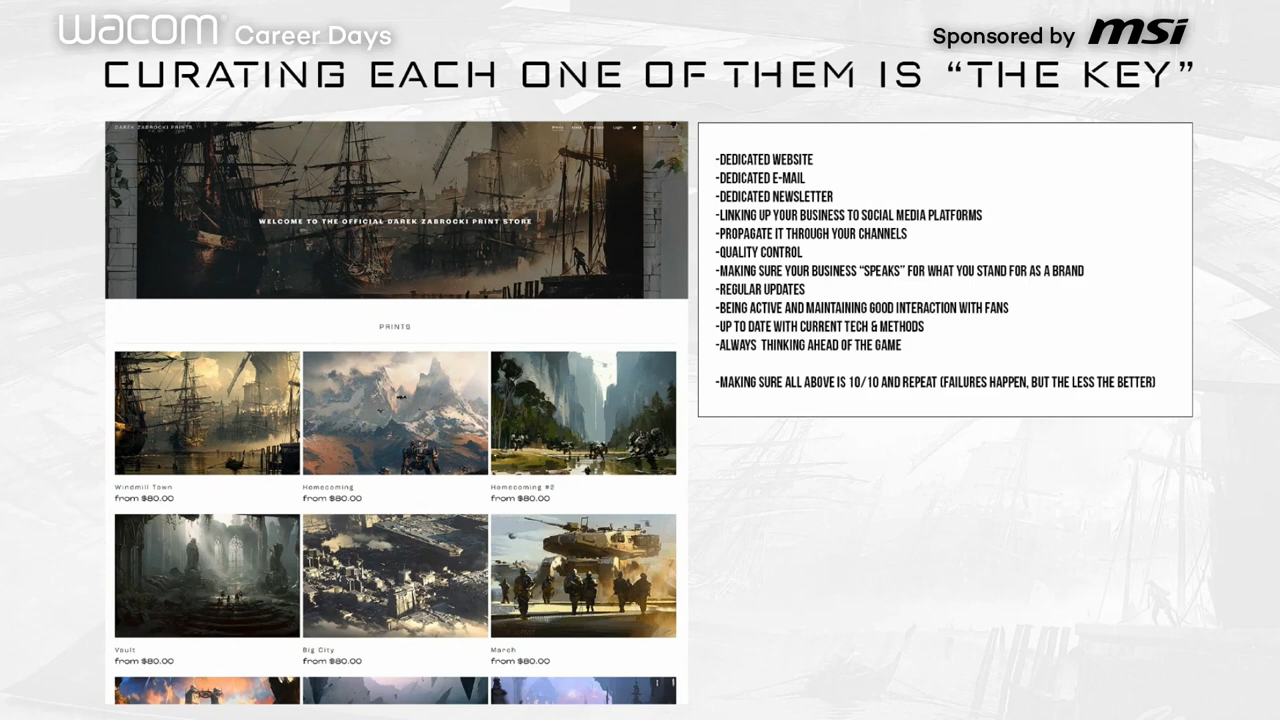 wacom Career Days
Sponsored by msi
CURATING EACH ONE OF THEM IS “THE KEY”
DAREK ZABROCKI PRINTS
Login
WELCOME TO THE OFFICIAL DAREK ZABROCKI PRINT STORE
PRINTS
Windmill Town
from $80.00
Homecoming
from $80.00
Homecoming #2
from $80.00
Vault
from $80.00
Big City
from $80.00
March
from $80.00
-DEDICATED WEBSITE
-DEDICATED E-MAIL
-DEDICATED NEWSLETTER
-LINKING UP YOUR BUSINESS TO SOCIAL MEDIA PLATFORMS
-PROPAGATE IT THROUGH YOUR CHANNELS
-QUALITY CONTROL
-MAKING SURE YOUR BUSINESS “SPEAKS” FOR WHAT YOU STAND FOR AS A BRAND
-REGULAR UPDATES
-BEING ACTIVE AND MAINTAINING GOOD INTERACTION WITH FANS
-UP TO DATE WITH CURRENT TECH & METHODS
-ALWAYS THINKING AHEAD OF THE GAME
-MAKING SURE ALL ABOVE IS 10/10 AND REPEAT (FAILURES HAPPEN, BUT THE LESS THE BETTER)